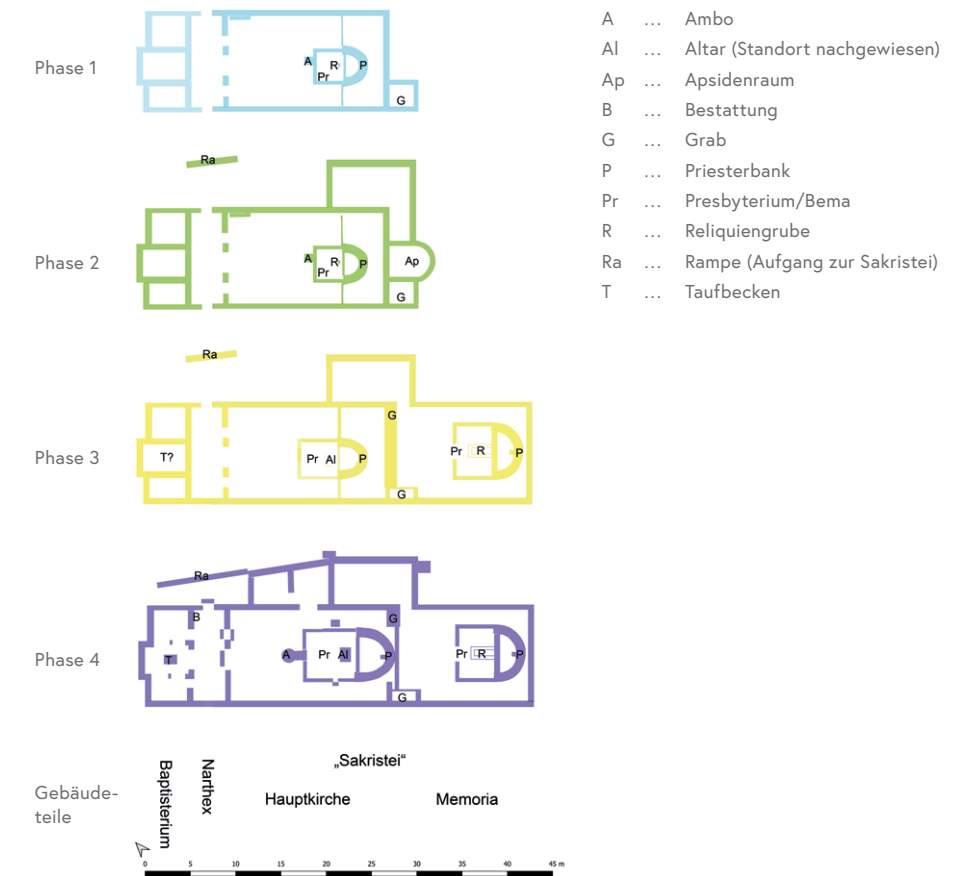 Phase 1
A
R
P
Pr
G
A … Ambo
Al … Altar (Standort nachgewiesen)
Ap … Apsidenraum
B … Bestattung
G … Grab
P … Priesterbank
Pr … Presbyterium/Bema
R … Reliquiengrube
Ra … Rampe (Aufgang zur Sakristei)
T … Taufbecken
Ra
Phase 2
A
R
P
Pr
Ap
G
Ra
Phase 3
T?
Pr
Al
P
G
G
Pr
R
P
Ra
Phase 4
B
T
A
Pr
Al
P
G
G
Pr
R
P
Gebäude-
teile
Baptisterium
Narthex
„Sakristei“
Hauptkirche
Memoria
0 5 10 15 20 25 30 35 40 45 m